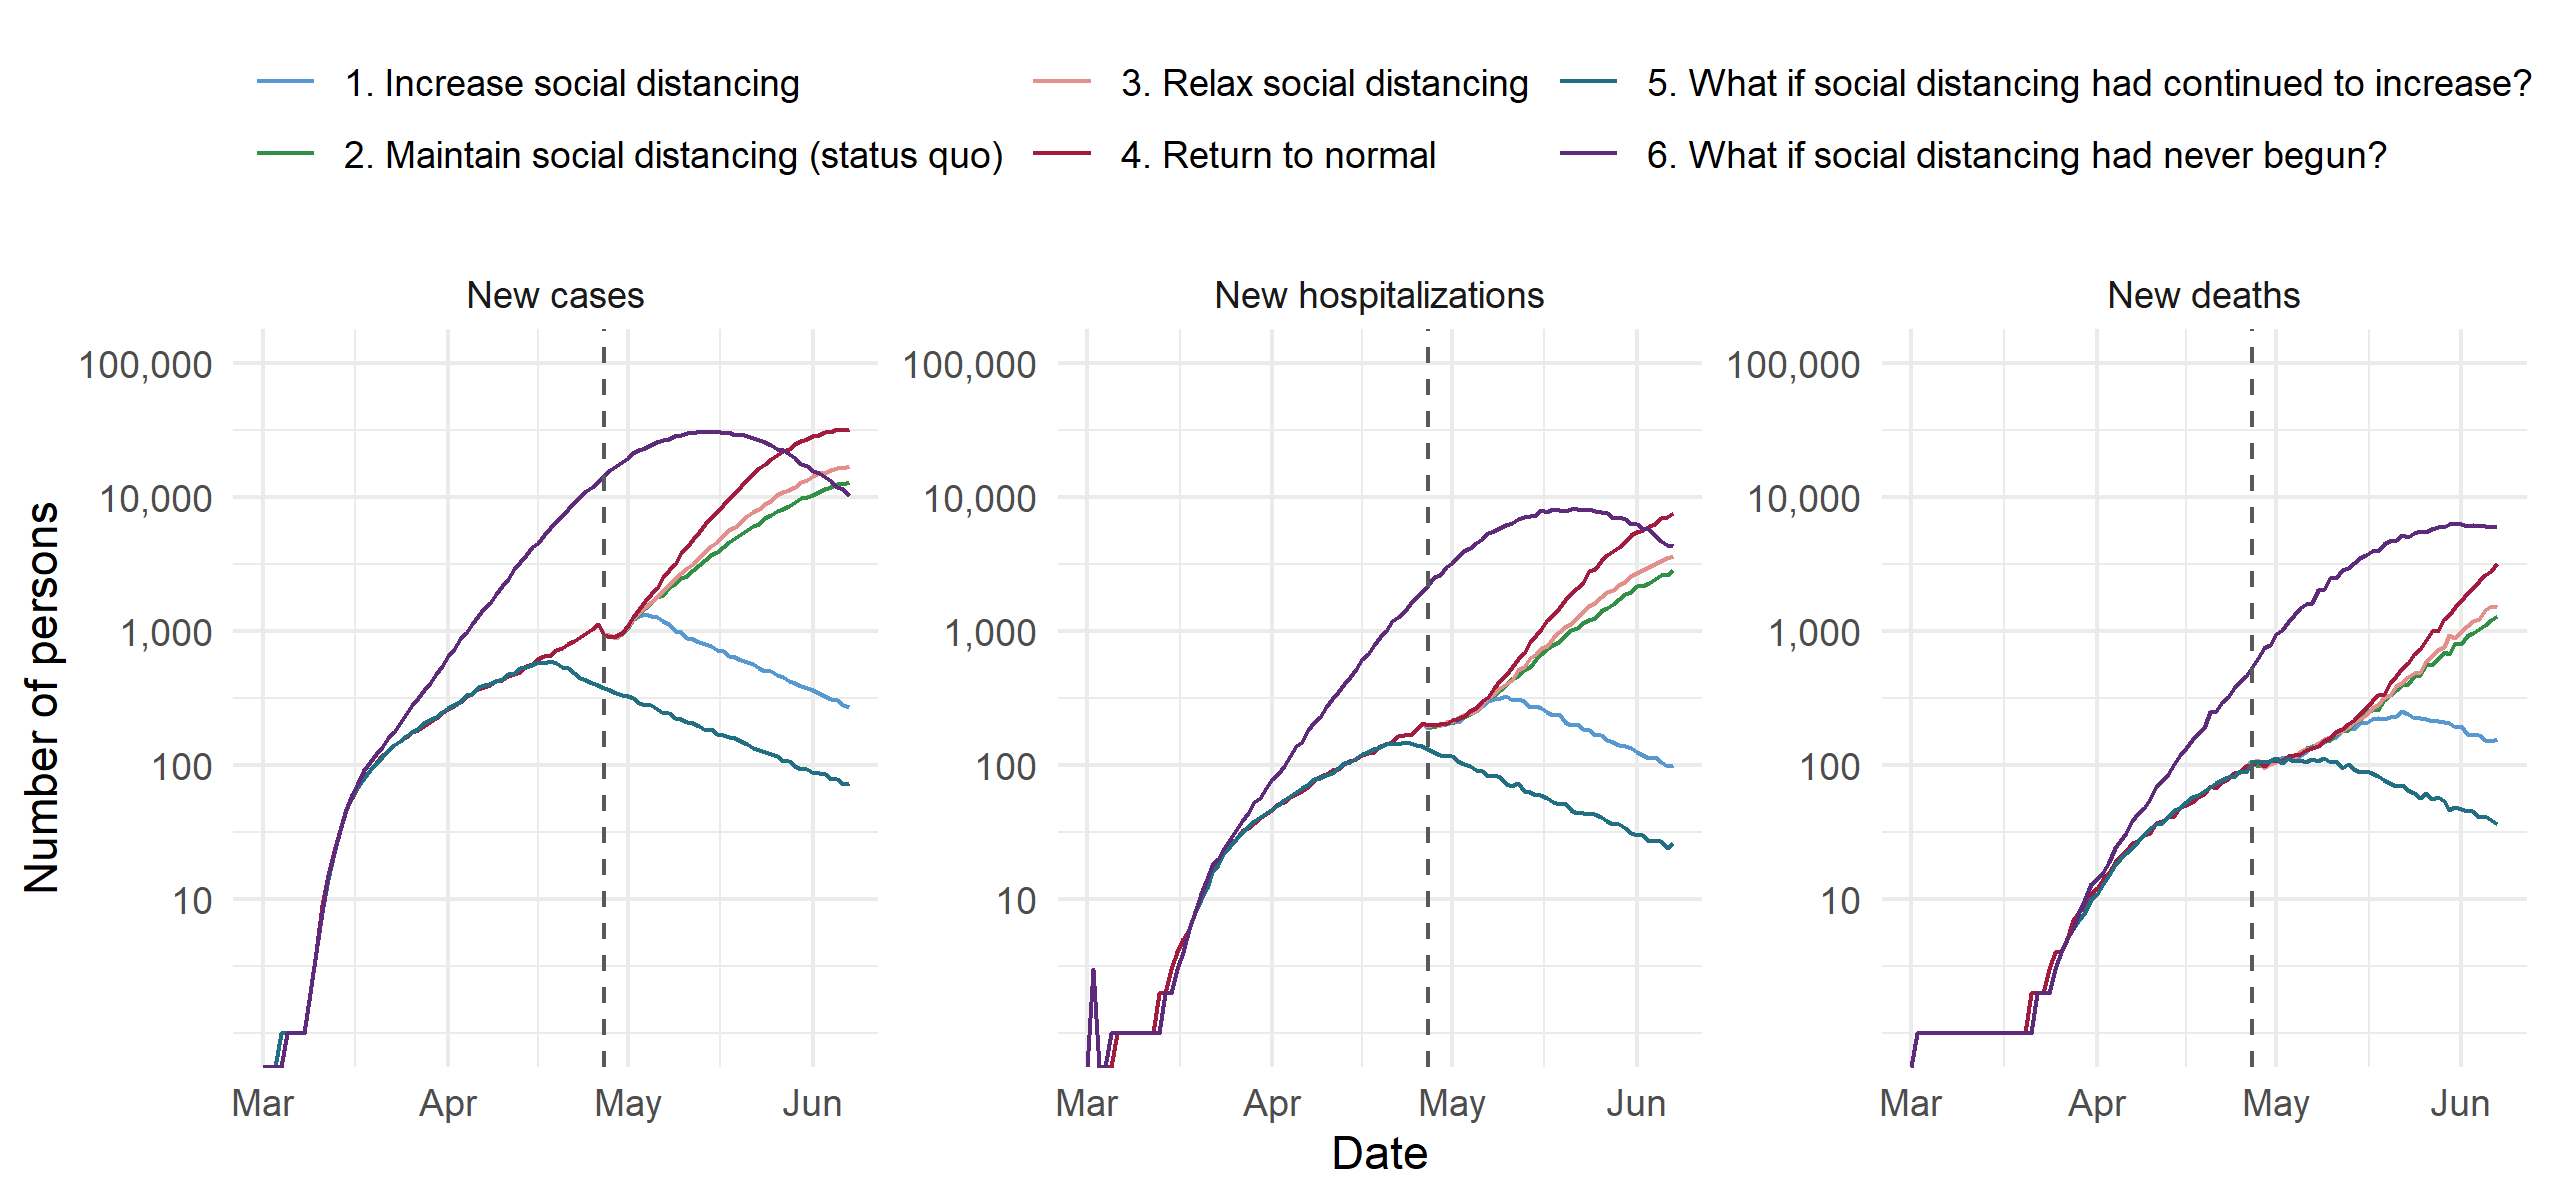 1. Increase social distancing
2. Maintain social distancing (status quo)
3. Relax social distancing
4. Return to normal
5. What if social distancing had continued to increase?
6. What if social distancing had never begun?
New cases
New hospitalizations
New deaths
Number of persons
100,000
10,000
1,000
100
10
100,000
10,000
1,000
100
10
100,000
10,000
1,000
100
10
Mar Apr May Jun
Mar Apr May Jun
Mar Apr May Jun
Date